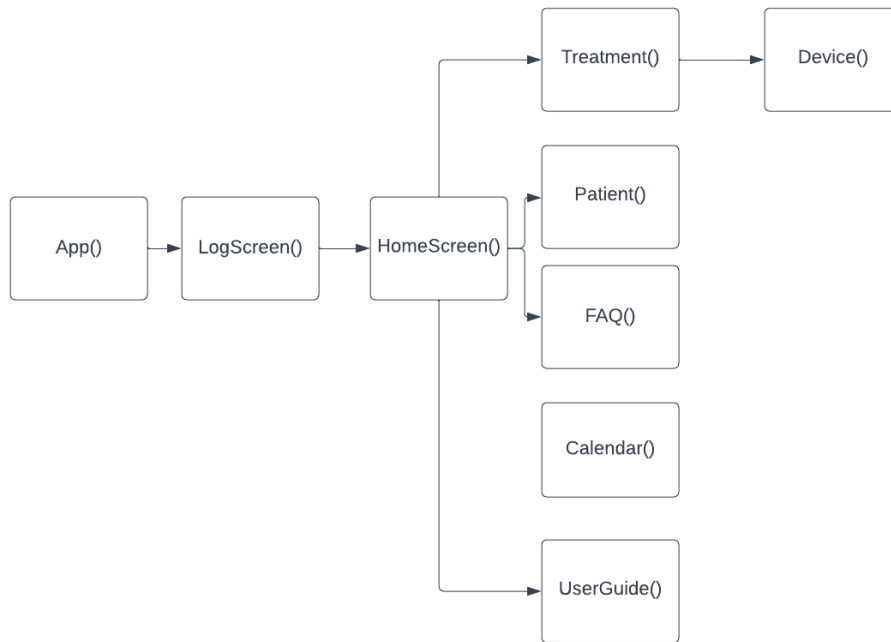 Treatment()
Device()
Patient()
App()
LogScreen()
HomeScreen()
FAQ()
Calendar()
UserGuide()